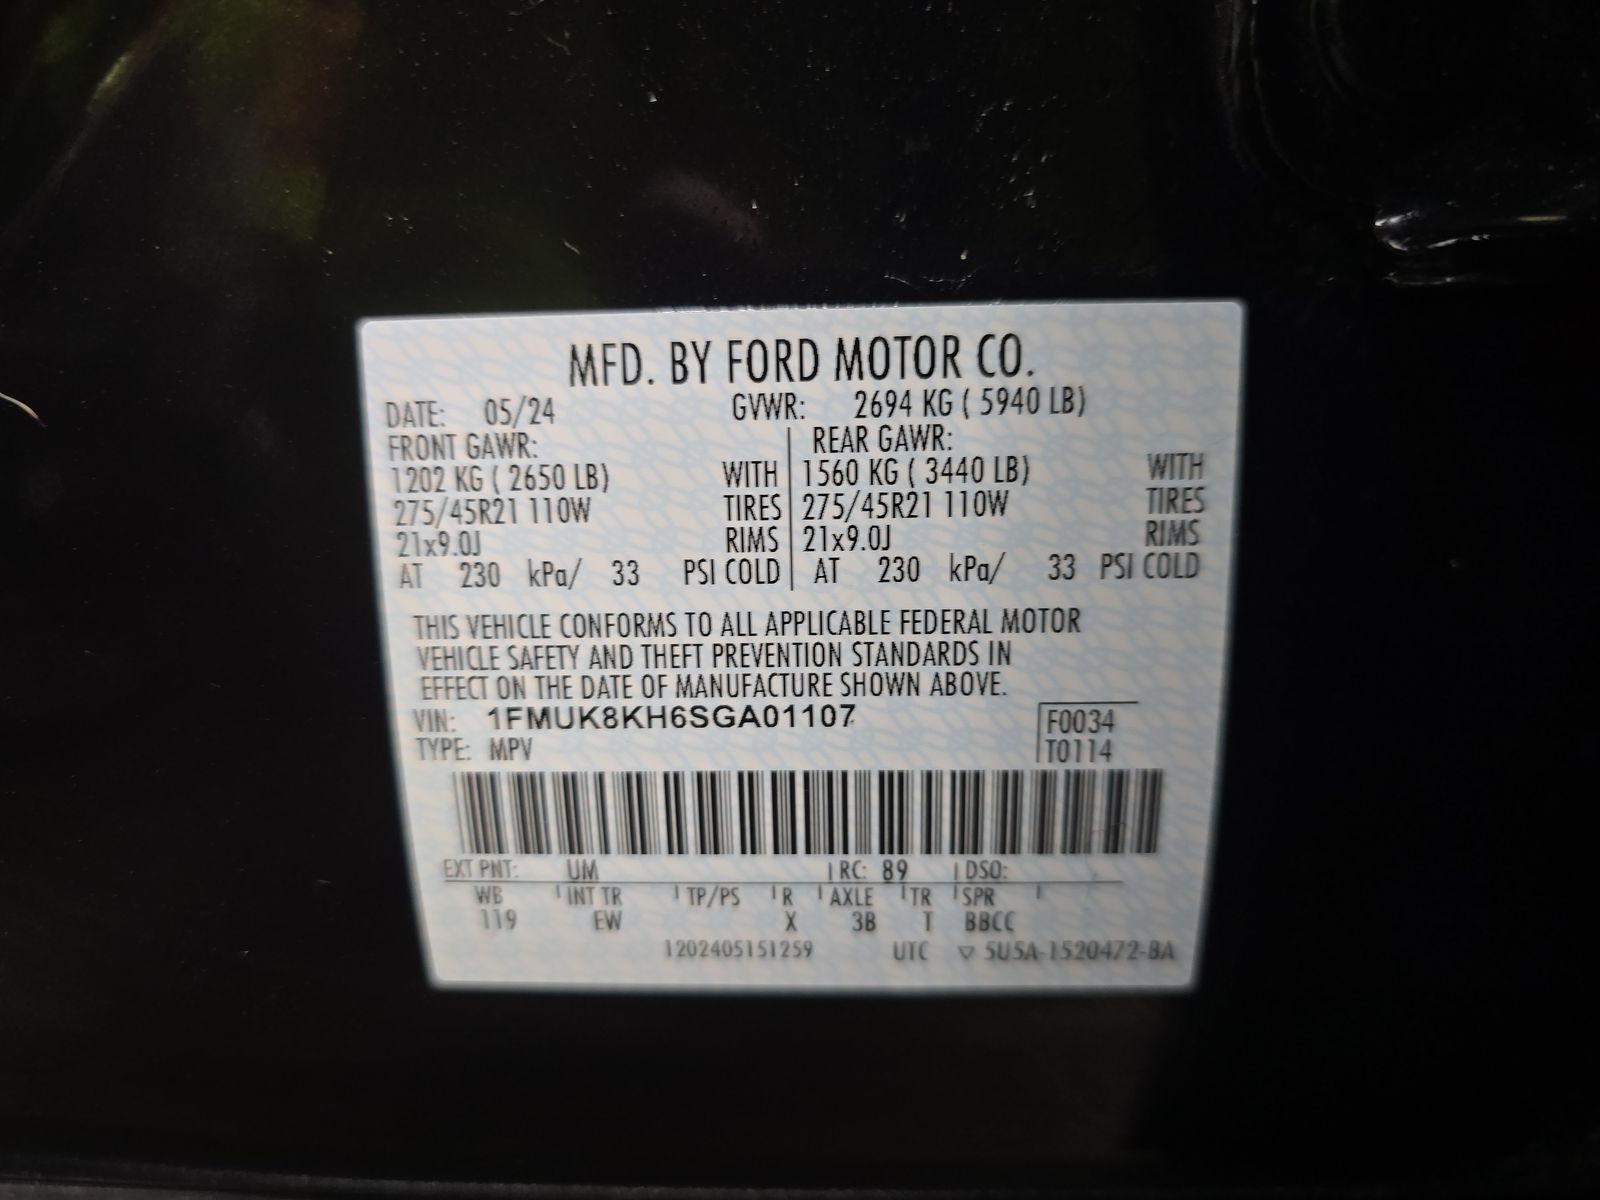 MFD. BY FORD MOTOR CO.
DATE: 05/24 GVWR: 2694 KG ( 5940 LB)
FRONT GAWR: REAR GAWR:
1202 KG ( 2650 LB) WITH 1560 KG ( 3440 LB) WITH
275/45R21 110W TIRES 275/45R21 110W TIRES
21x9.0J RIMS 21x9.0J RIMS
AT 230 kPa/ 33 PSI COLD AT 230 kPa/ 33 PSI COLD
THIS VEHICLE CONFORMS TO ALL APPLICABLE FEDERAL MOTOR
VEHICLE SAFETY AND THEFT PREVENTION STANDARDS IN
EFFECT ON THE DATE OF MANUFACTURE SHOWN ABOVE.
VIN: 1FMUK8KH6SGA01107 F0034
TYPE: MPV T0114
EXT PNT: UM RC: 89 DSO:
WB INT TR TP/PS R AXLE TR SPR
119 EW X 3B T BBCC
1202405151259 UTC ▽ 5U5A-1520472-BA